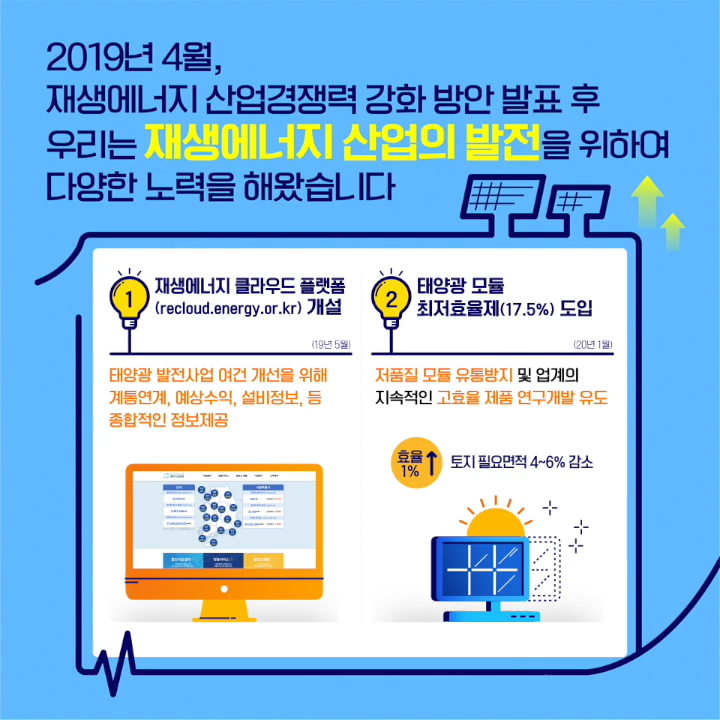 2019년 4월,
재생에너지 산업경쟁력 강화 방안 발표 후
우리는 재생에너지 산업의 발전을 위하여
다양한 노력을 해왔습니다
1
재생에너지 클라우드 플랫폼
(recloud.energy.or.kr) 개설
(19년 5월)
태양광 발전사업 여건 개선을 위해
계통연계, 예상수익, 설비정보, 등
종합적인 정보제공
2
태양광 모듈
최저효율제(17.5%) 도입
(20년 1월)
저품질 모듈 유통방지 및 업계의
지속적인 고효율 제품 연구개발 유도
효율
1%
토지 필요면적 4~6% 감소